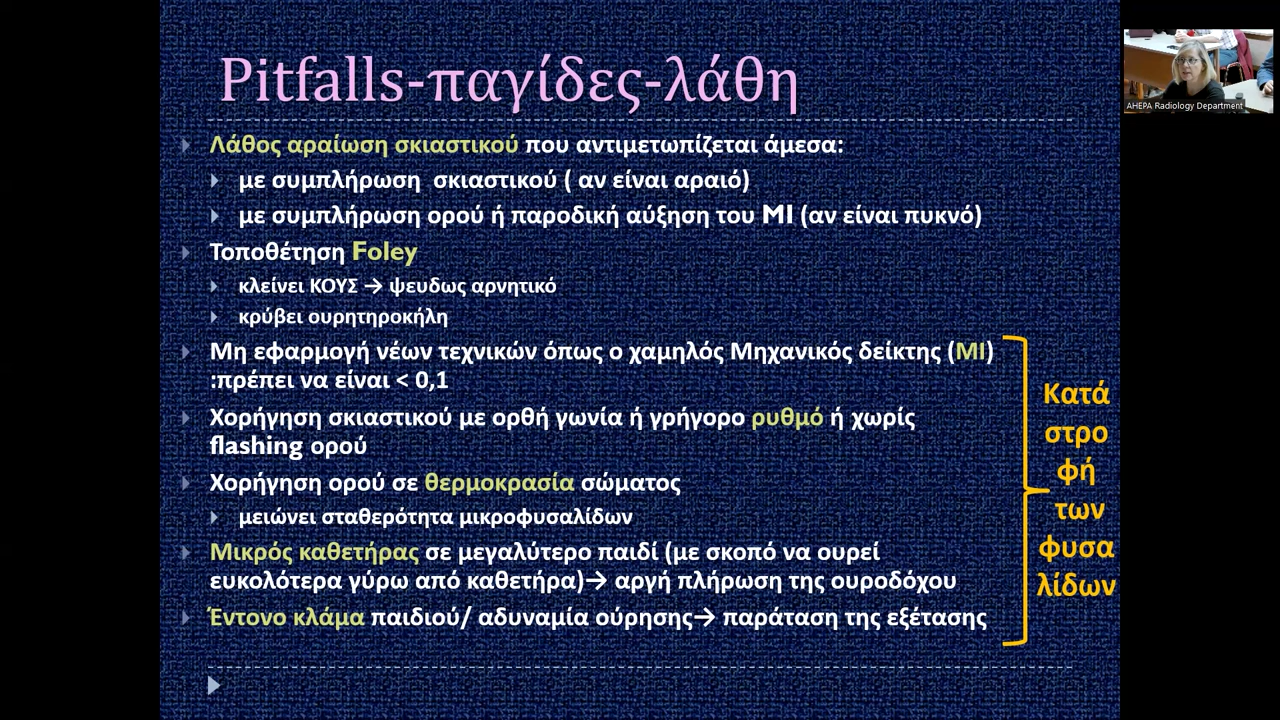 Pitfalls-παγίδες-λάθη
Λάθος αραίωση σκιαστικού που αντιμετωπίζεται άμεσα:
με συμπλήρωση σκιαστικού ( αν είναι αραιό)
με συμπλήρωση ορού ή παροδική αύξηση του MI (αν είναι πυκνό)
Τοποθέτηση Foley
κλείνει ΚΟΥΣ → ψευδως αρνητικό
κρύβει ουρητηροκήλη
Μη εφαρμογή νέων τεχνικών όπως ο χαμηλός Μηχανικός δείκτης (MI)
:πρέπει να είναι < 0,1
Χορήγηση σκιαστικού με ορθή γωνία ή γρήγορο ρυθμό ή χωρίς
flashing ορού
Χορήγηση ορού σε θερμοκρασία σώματος
μειώνει σταθερότητα μικροφυσαλίδων
Μικρός καθετήρας σε μεγαλύτερο παιδί (με σκοπό να ουρεί
ευκολότερα γύρω από καθετήρα)→ αργή πλήρωση της ουροδόχου
Έντονο κλάμα παιδιού/ αδυναμία ούρησης→ παράταση της εξέτασης
Κατά
στρο
φή
των
φυσα
λίδων
AHEPA Radiology Department